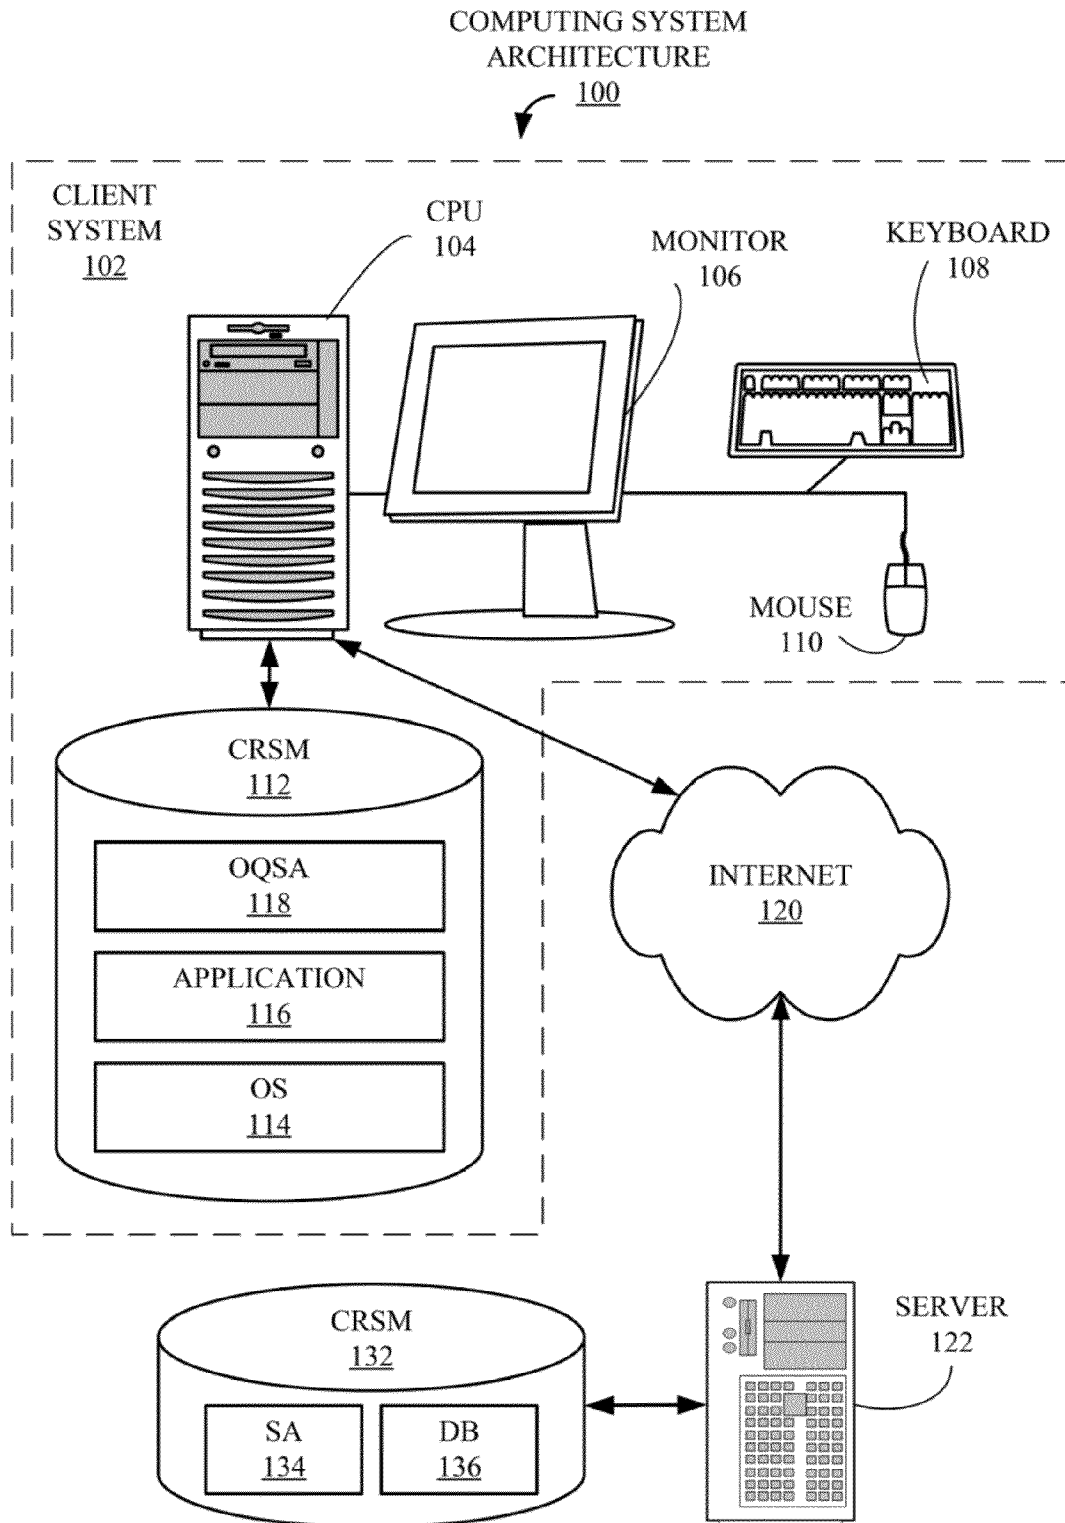 COMPUTING SYSTEM
ARCHITECTURE
100
CLIENT
SYSTEM
102
CPU
104
MONITOR
106
KEYBOARD
108
MOUSE
110
CRSM
112
OQSA
118
APPLICATION
116
OS
114
INTERNET
120
CRSM
132
SA
134
DB
136
SERVER
122